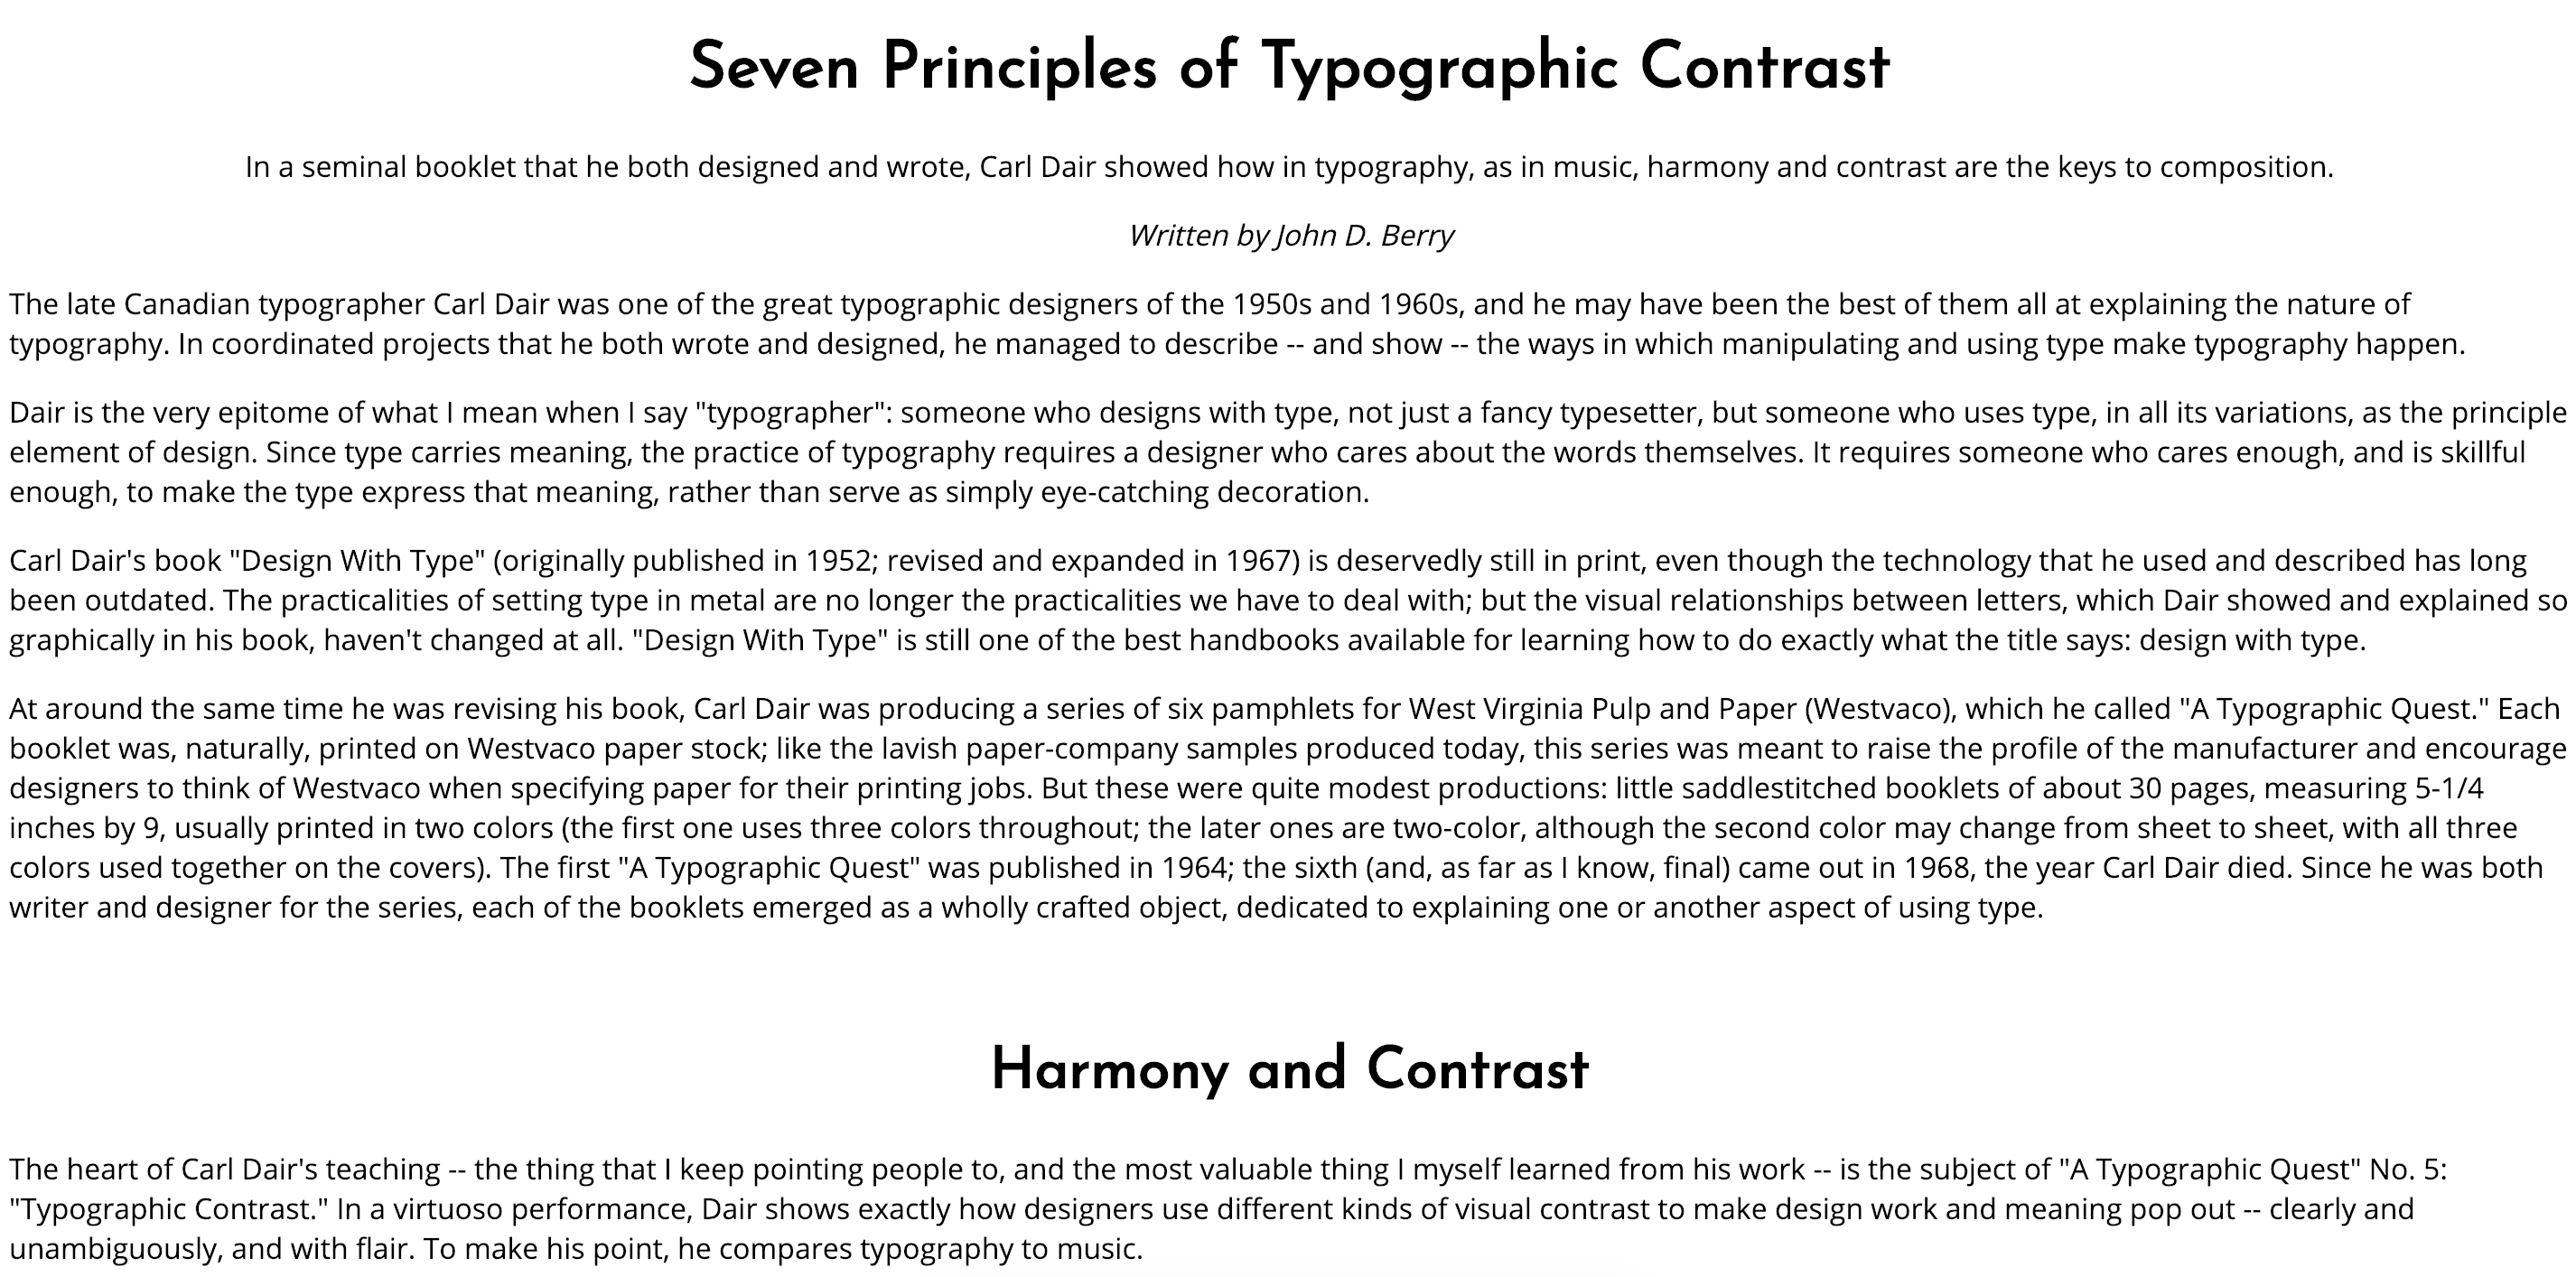 Seven Principles of Typographic Contrast
In a seminal booklet that he both designed and wrote, Carl Dair showed how in typography, as in music, harmony and contrast are the keys to composition.
Written by John D. Berry
The late Canadian typographer Carl Dair was one of the great typographic designers of the 1950s and 1960s, and he may have been the best of them all at explaining the nature of
typography. In coordinated projects that he both wrote and designed, he managed to describe -- and show -- the ways in which manipulating and using type make typography happen.
Dair is the very epitome of what I mean when I say "typographer": someone who designs with type, not just a fancy typesetter, but someone who uses type, in all its variations, as the principle
element of design. Since type carries meaning, the practice of typography requires a designer who cares about the words themselves. It requires someone who cares enough, and is skillful
enough, to make the type express that meaning, rather than serve as simply eye-catching decoration.
Carl Dair's book "Design With Type" (originally published in 1952; revised and expanded in 1967) is deservedly still in print, even though the technology that he used and described has long
been outdated. The practicalities of setting type in metal are no longer the practicalities we have to deal with; but the visual relationships between letters, which Dair showed and explained so
graphically in his book, haven't changed at all. "Design With Type" is still one of the best handbooks available for learning how to do exactly what the title says: design with type.
At around the same time he was revising his book, Carl Dair was producing a series of six pamphlets for West Virginia Pulp and Paper (Westvaco), which he called "A Typographic Quest." Each
booklet was, naturally, printed on Westvaco paper stock; like the lavish paper-company samples produced today, this series was meant to raise the profile of the manufacturer and encourage
designers to think of Westvaco when specifying paper for their printing jobs. But these were quite modest productions: little saddlestitched booklets of about 30 pages, measuring 5-1/4
inches by 9, usually printed in two colors (the first one uses three colors throughout; the later ones are two-color, although the second color may change from sheet to sheet, with all three
colors used together on the covers). The first "A Typographic Quest" was published in 1964; the sixth (and, as far as I know, final) came out in 1968, the year Carl Dair died. Since he was both
writer and designer for the series, each of the booklets emerged as a wholly crafted object, dedicated to explaining one or another aspect of using type.
Harmony and Contrast
The heart of Carl Dair's teaching -- the thing that I keep pointing people to, and the most valuable thing I myself learned from his work -- is the subject of "A Typographic Quest" No. 5:
"Typographic Contrast." In a virtuoso performance, Dair shows exactly how designers use different kinds of visual contrast to make design work and meaning pop out -- clearly and
unambiguously, and with flair. To make his point, he compares typography to music.